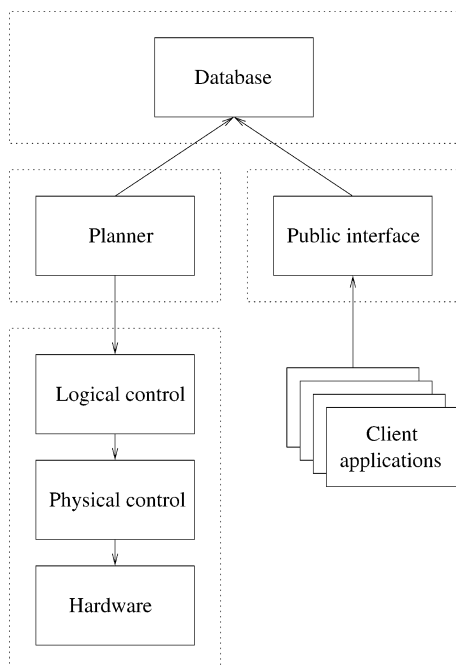 Database
Planner
Public interface
Logical control
Client
applications
Physical control
Hardware